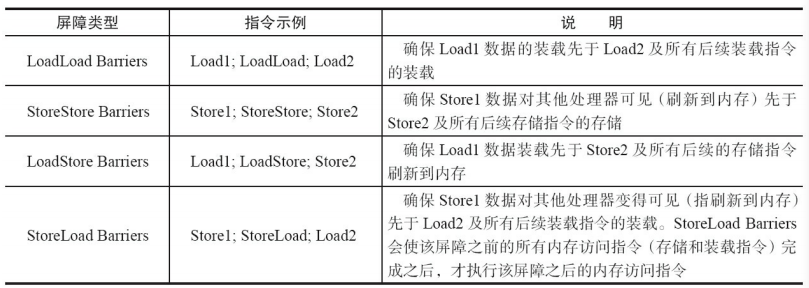 屏障类型 指令示例 说 明
LoadLoad Barriers Load1; LoadLoad; Load2 确保 Load1 数据的装载先于 Load2 及所有后续装载指令
的装载
StoreStore Barriers Store1; StoreStore; Store2 确保 Store1 数据对其他处理器可见（刷新到内存）先于
Store2 及所有后续存储指令的存储
LoadStore Barriers Load1; LoadStore; Store2 确保 Load1 数据装载先于 Store2 及所有后续的存储指令
刷新到内存
StoreLoad Barriers Store1; StoreLoad; Load2 确保 Store1 数据对其他处理器变得可见（指刷新到内存）
先于 Load2 及所有后续装载指令的装载。StoreLoad Barriers
会使该屏障之前的所有内存访问指令（存储和装载指令）完
成之后，才执行该屏障之后的内存访问指令